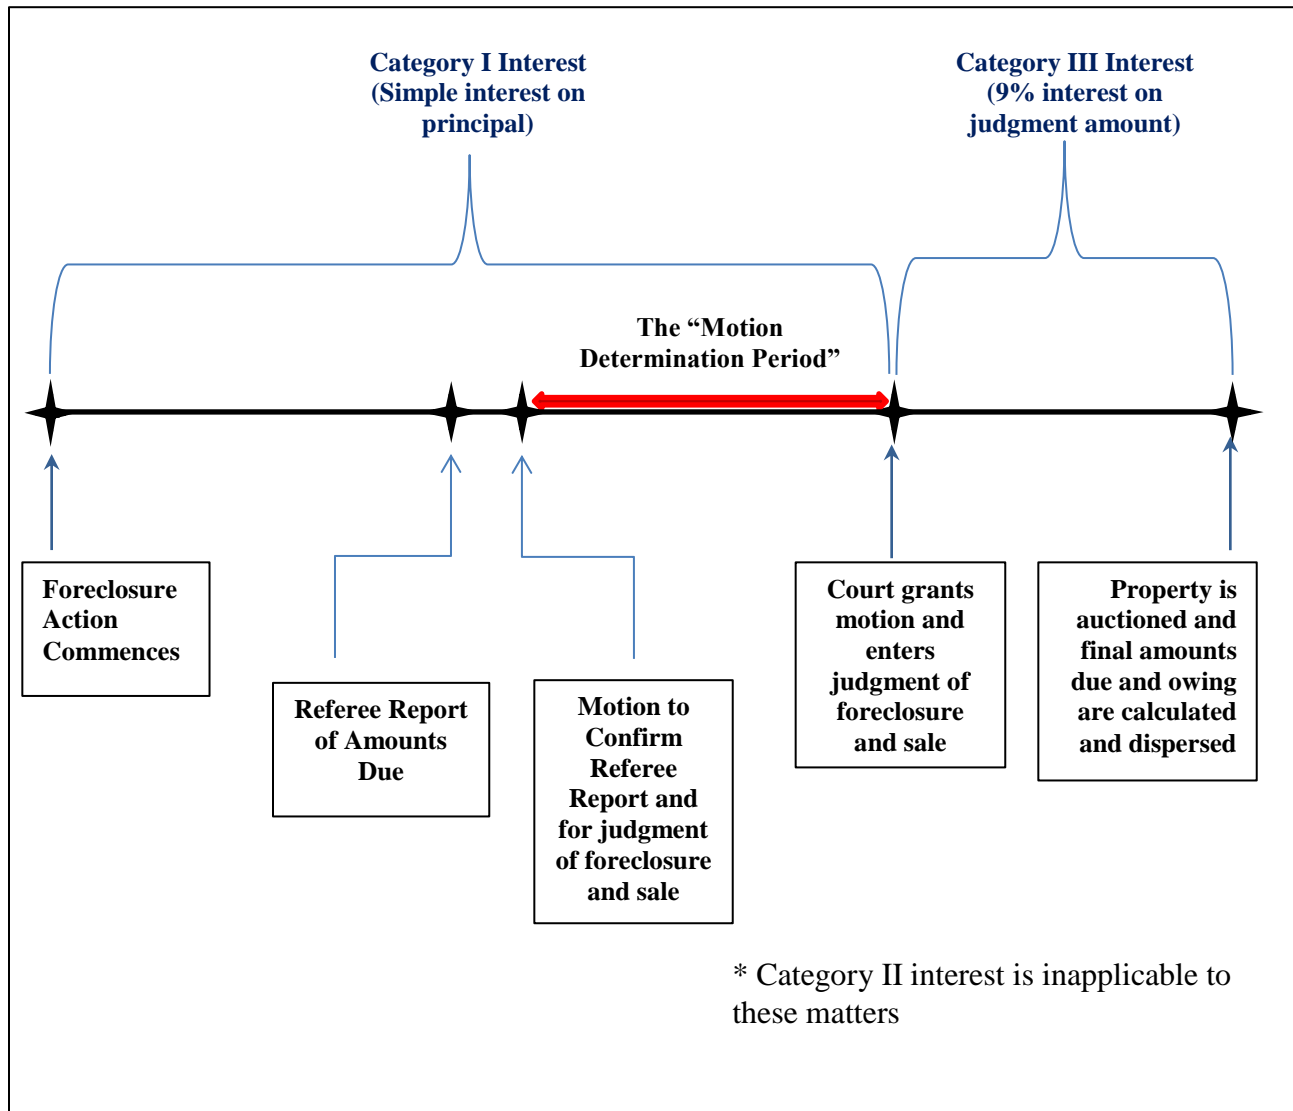 Category I Interest
(Simple interest on
principal)
Category III Interest
(9% interest on
judgment amount)
The “Motion
Determination Period”
Foreclosure
Action
Commences
Referee Report
of Amounts
Due
Motion to
Confirm
Referee
Report and
for judgment
of foreclosure
and sale
Court grants
motion and
enters
judgment of
foreclosure
and sale
Property is
auctioned and
final amounts
due and owing
are calculated
and dispersed
* Category II interest is inapplicable to
these matters